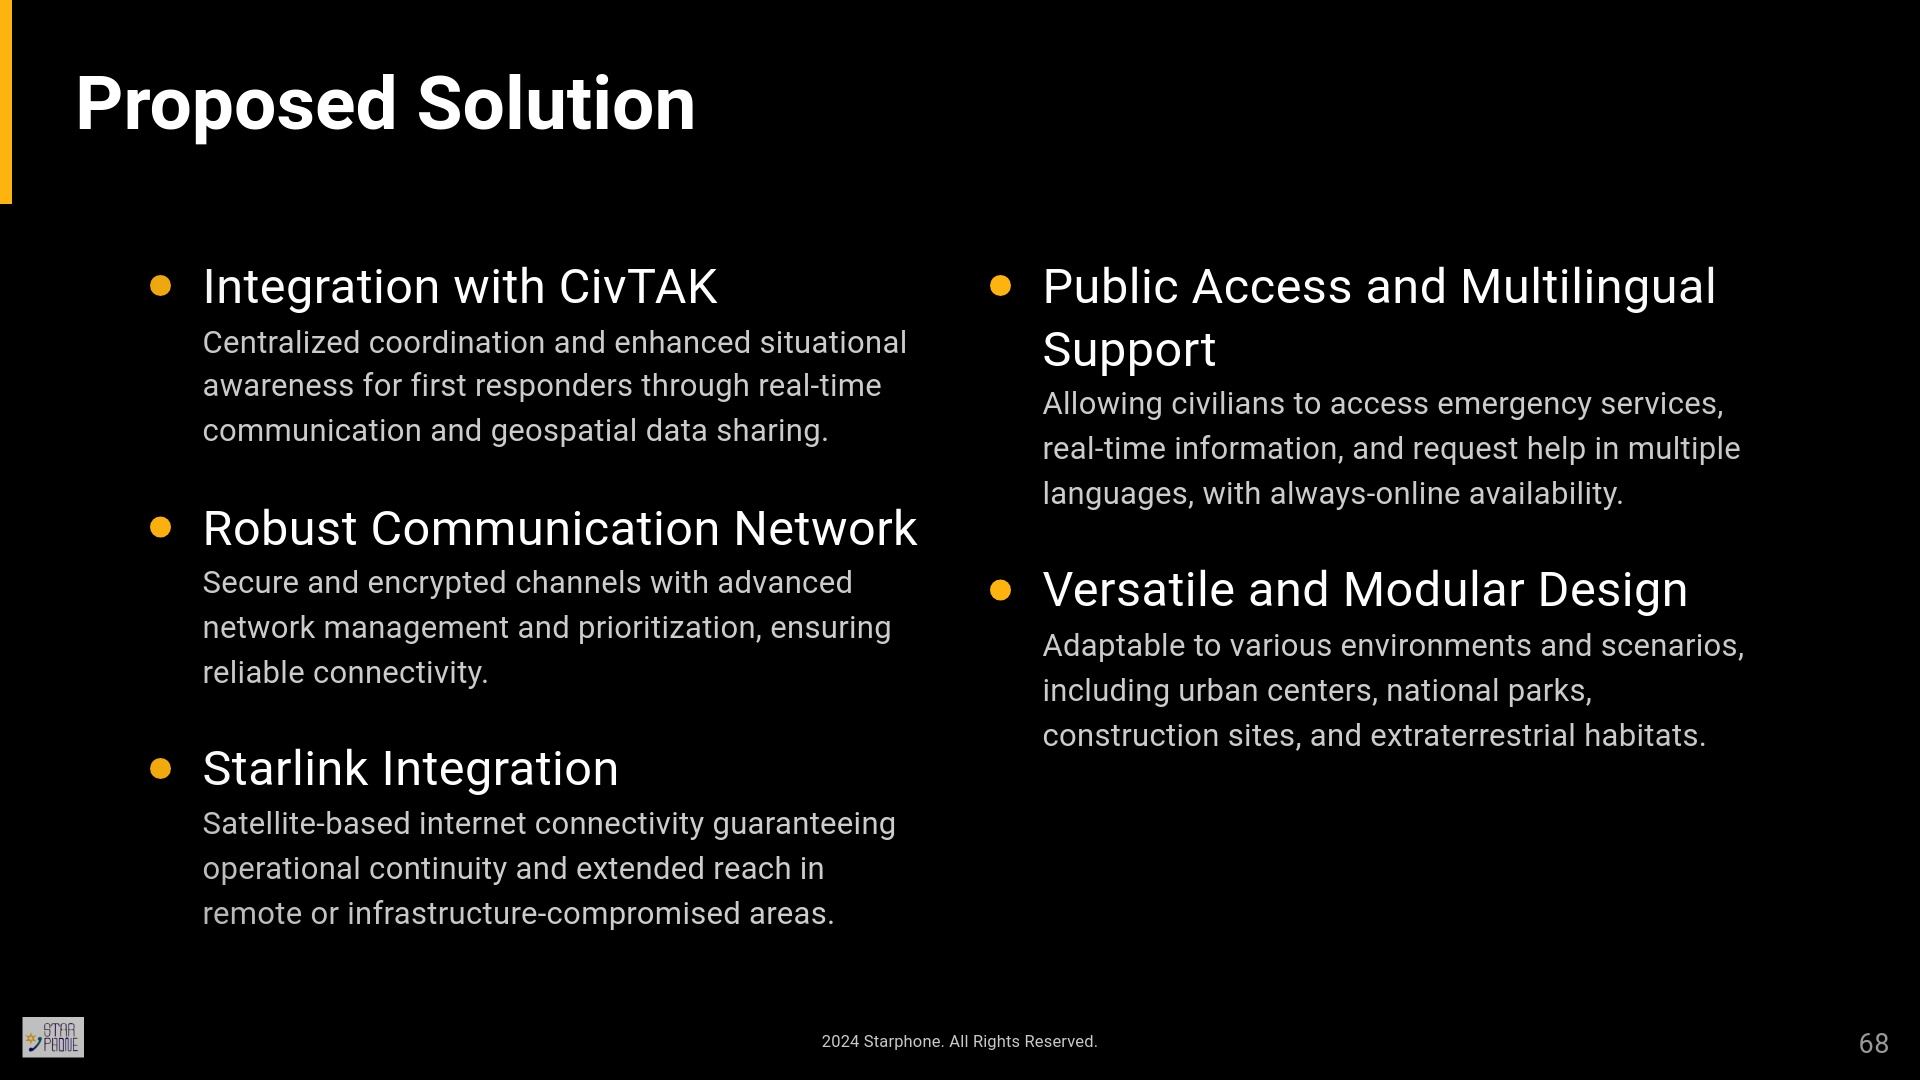 Proposed Solution
Integration with CivTAK
Centralized coordination and enhanced situational
awareness for first responders through real-time
communication and geospatial data sharing.
Robust Communication Network
Secure and encrypted channels with advanced
network management and prioritization, ensuring
reliable connectivity.
Starlink Integration
Satellite-based internet connectivity guaranteeing
operational continuity and extended reach in
remote or infrastructure-compromised areas.
Public Access and Multilingual
Support
Allowing civilians to access emergency services,
real-time information, and request help in multiple
languages, with always-online availability.
Versatile and Modular Design
Adaptable to various environments and scenarios,
including urban centers, national parks,
construction sites, and extraterrestrial habitats.
STAR
PHONE
2024 Starphone. All Rights Reserved.
68